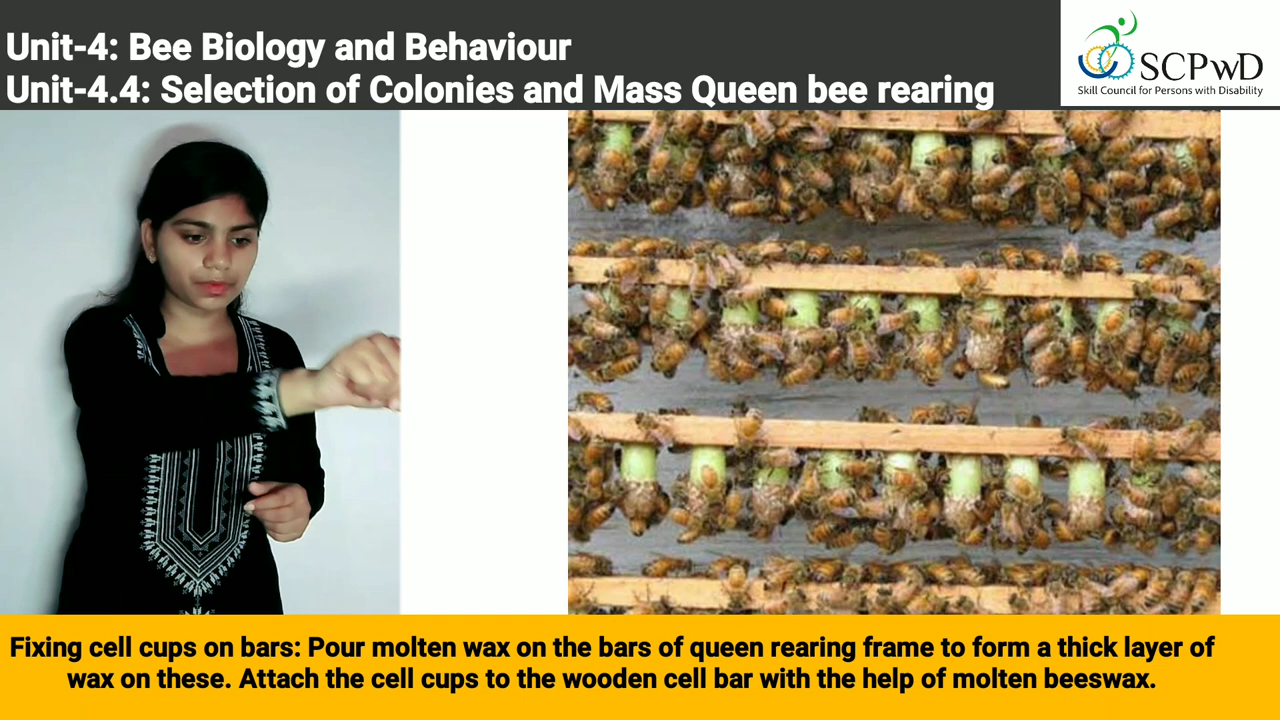 Unit-4: Bee Biology and Behaviour
Unit-4.4: Selection of Colonies and Mass Queen bee rearing
SCPwD
Skill Council for Persons with Disability
Fixing cell cups on bars: Pour molten wax on the bars of queen rearing frame to form a thick layer of
wax on these. Attach the cell cups to the wooden cell bar with the help of molten beeswax.